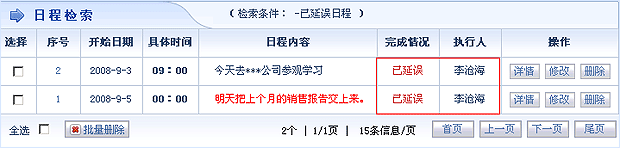 日程检索 （ 检索条件： -已延误日程 ）
选择 序号 开始日期 具体时间 日程内容 完成情况 执行人 操作
2 2008-9-3 09：00 今天去***公司参观学习 已延误 李沧海 详情 修改 删除
1 2008-9-5 00：00 明天把上个月的销售报告交上来。 已延误 李沧海 详情 修改 删除
全选 批量删除 2个 | 1/1页 | 15条信息/页 首页 上一页 下一页 尾页